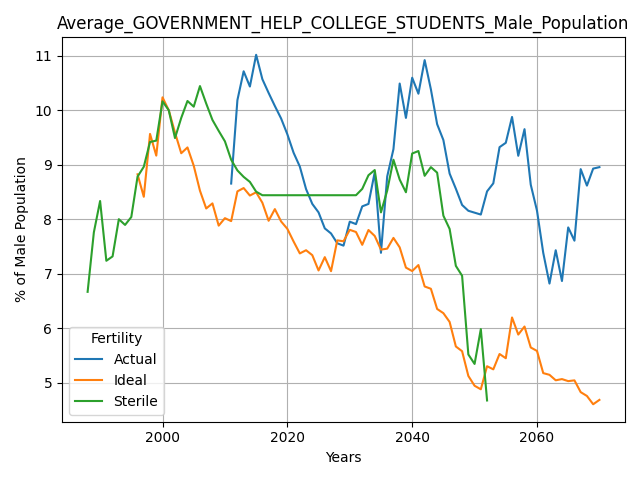 Average_GOVERNMENT_HELP_COLLEGE_STUDENTS_Male_Population
% of Male Population
11
10
9
8
7
6
5
Fertility
Actual
Ideal
Sterile
2000 2020 2040 2060
Years